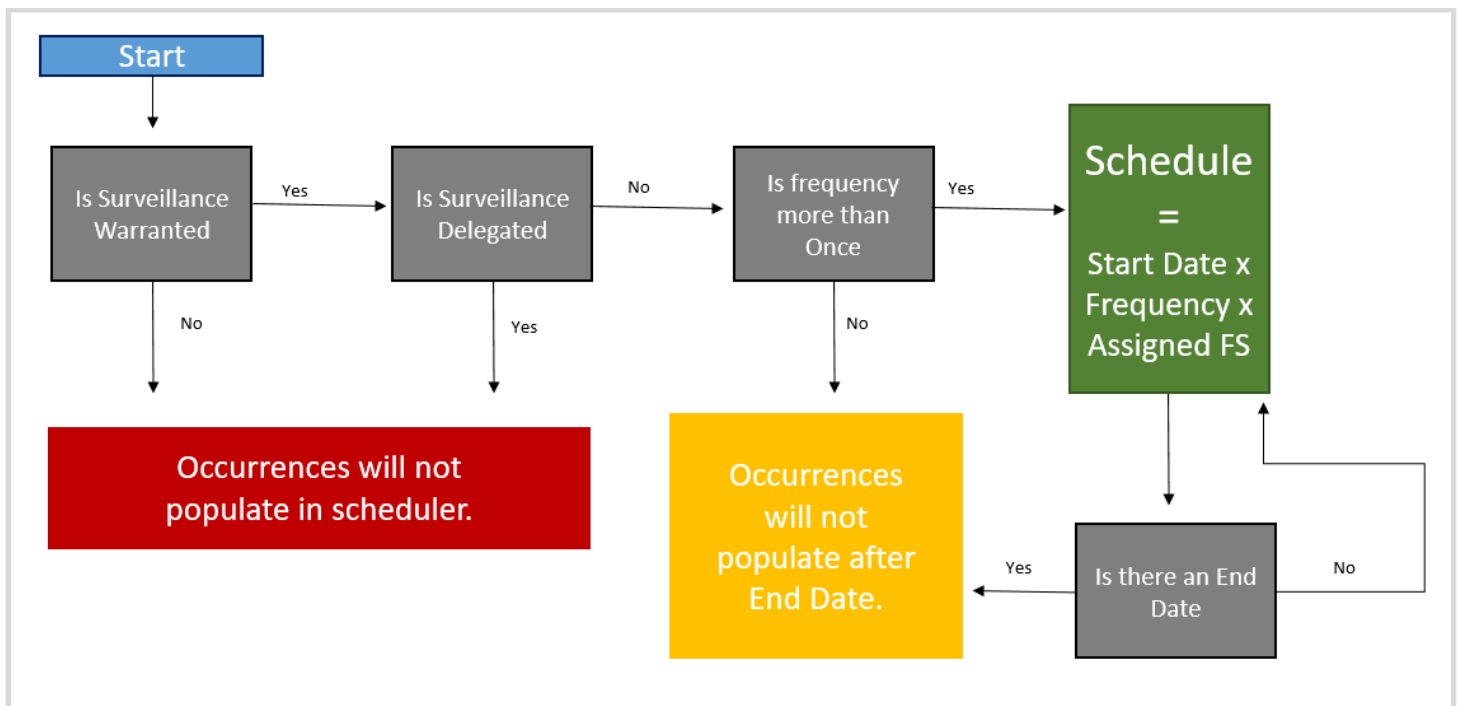 Start
Is Surveillance
Warranted
Yes
Is Surveillance
Delegated
No
Is frequency
more than
Once
Yes
Schedule
=
Start Date x
Frequency x
Assigned FS
No
Yes
No
Occurrences will not
populate in scheduler.
Occurrences
will not
populate after
End Date.
Yes
Is there an End
Date
No